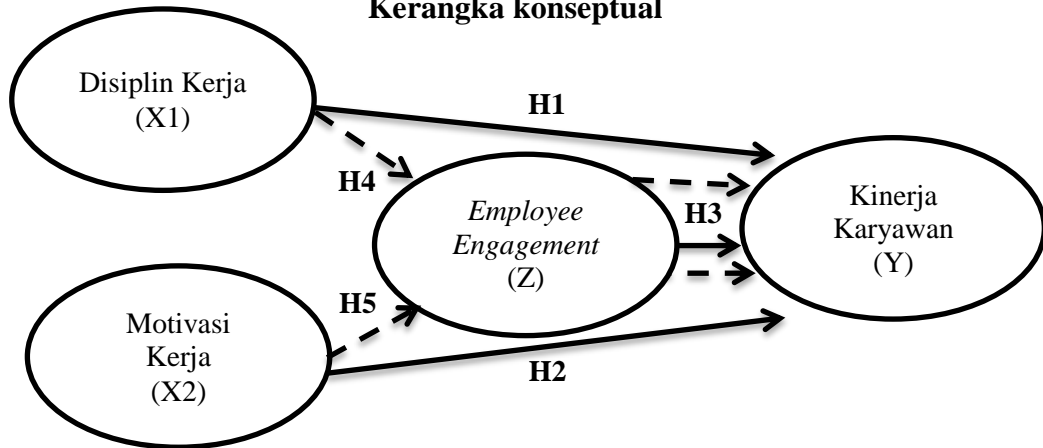 Kerangka konseptual
Disiplin Kerja
(X1)
H1
H4
Employee
Engagement
(Z)
H3
Kinerja
Karyawan
(Y)
H5
Motivasi
Kerja
(X2)
H2